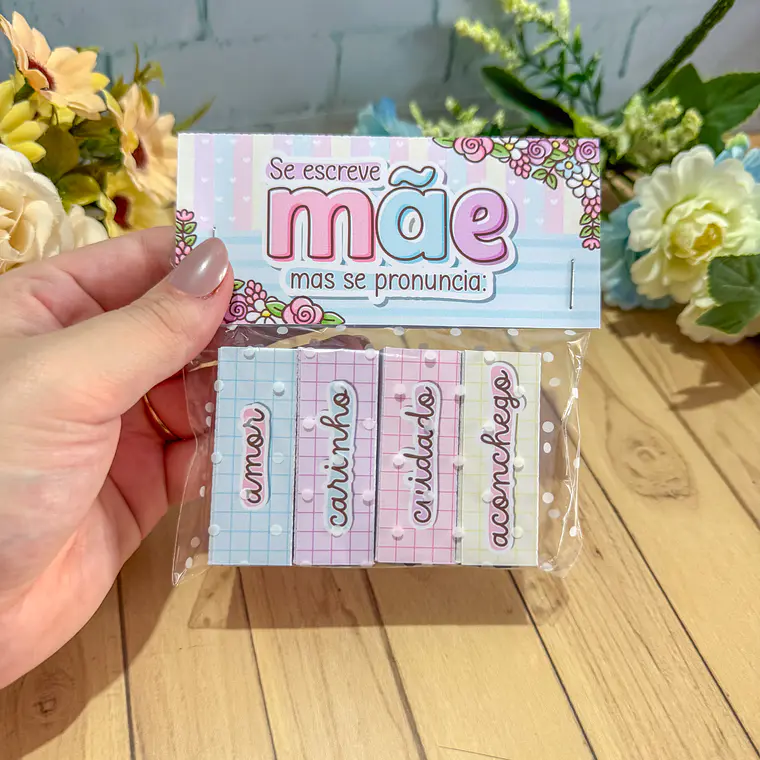 Se escreve
mãe
mas se pronuncia:
amor
carinho
cuidado
aconchego